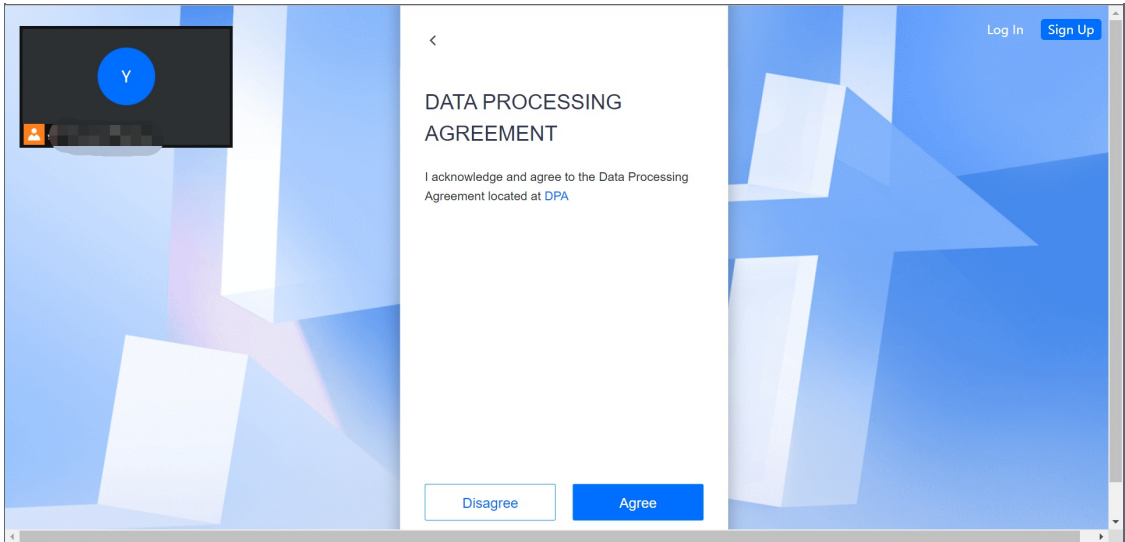 Y
Log In
Sign Up
DATA PROCESSING
AGREEMENT
I acknowledge and agree to the Data Processing
Agreement located at DPA
Disagree
Agree